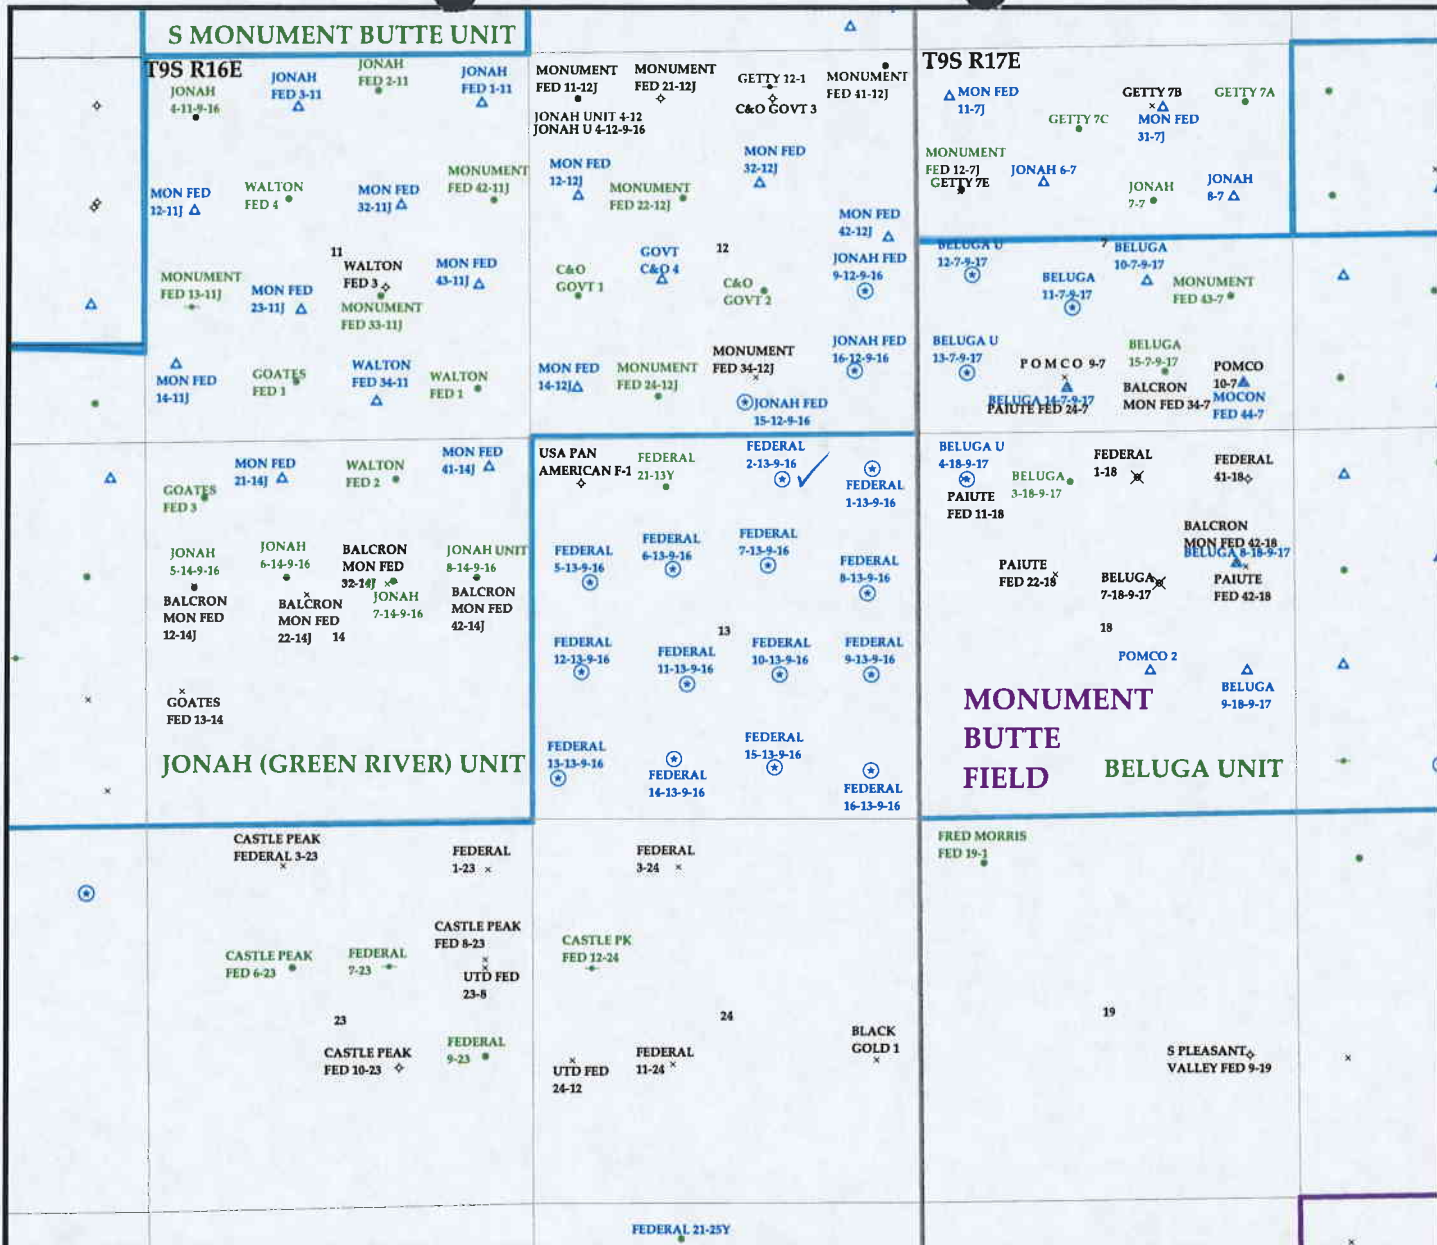 S MONUMENT BUTTE UNIT
T9S R16E
JONAH
4-11-9-16
JONAH
FED 3-11
JONAH
FED 2-11
JONAH
FED 1-11
MONUMENT
FED 11-12J
JONAH UNIT 4-12
JONAH U 4-12-9-16
MONUMENT
FED 21-12J
GETTY 12-1
C&O GOVT 3
MONUMENT
FED 41-12J
T9S R17E
MON FED
11-7J
GETTY 7C
GETTY 7B
MON FED
31-7J
GETTY 7A
MON FED
12-11J
WALTON
FED 4
MON FED
32-11J
MONUMENT
FED 42-11J
MON FED
12-12J
MONUMENT
FED 22-12J
MON FED
32-12J
MON FED
42-12J
MONUMENT
FED 12-7J
GETTY 7E
JONAH 6-7
JONAH
7-7
JONAH
8-7
11
MONUMENT
FED 13-11J
MON FED
23-11J
WALTON
FED 3
MONUMENT
FED 33-11J
MON FED
43-11J
C&O
GOVT 1
GOVT
C&O 4
12
C&O
GOVT 2
JONAH FED
9-12-9-16
BELUGA U
12-7-9-17
BELUGA
11-7-9-17
7
BELUGA
10-7-9-17
MONUMENT
FED 43-7
MON FED
14-11J
GOATES
FED 1
WALTON
FED 34-11
WALTON
FED 1
MON FED
14-12J
MONUMENT
FED 24-12J
MONUMENT
FED 34-12J
JONAH FED
15-12-9-16
JONAH FED
16-12-9-16
BELUGA U
13-7-9-17
POMCO 9-7
BELUGA 14-7-9-17
PAIUTE FED 24-7
BELUGA
15-7-9-17
BALCRON
MON FED 34-7
POMCO
10-7
MOCON
FED 44-7
GOATES
FED 3
MON FED
21-14J
WALTON
FED 2
MON FED
41-14J
USA PAN
AMERICAN F-1
FEDERAL
21-13Y
FEDERAL
2-13-9-16
FEDERAL
1-13-9-16
BELUGA U
4-18-9-17
PAIUTE
FED 11-18
BELUGA
3-18-9-17
FEDERAL
1-18
FEDERAL
41-18
JONAH
5-14-9-16
BALCRON
MON FED
12-14J
JONAH
6-14-9-16
BALCRON
MON FED
22-14J
BALCRON
MON FED
32-14J
JONAH
7-14-9-16
JONAH UNIT
8-14-9-16
BALCRON
MON FED
42-14J
14
FEDERAL
5-13-9-16
FEDERAL
6-13-9-16
FEDERAL
7-13-9-16
FEDERAL
8-13-9-16
PAIUTE
FED 22-18
BELUGA
7-18-9-17
BALCRON
MON FED 42-18
BELUGA 8-18-9-17
PAIUTE
FED 42-18
13
18
GOATES
FED 13-14
FEDERAL
12-13-9-16
FEDERAL
11-13-9-16
FEDERAL
10-13-9-16
FEDERAL
9-13-9-16
POMCO 2
BELUGA
9-18-9-17
MONUMENT
BUTTE
FIELD
JONAH (GREEN RIVER) UNIT
FEDERAL
13-13-9-16
FEDERAL
14-13-9-16
FEDERAL
15-13-9-16
FEDERAL
16-13-9-16
BELUGA UNIT
CASTLE PEAK
FEDERAL 3-23
FEDERAL
1-23
FEDERAL
3-24
FRED MORRIS
FED 19-1
CASTLE PEAK
FED 6-23
FEDERAL
7-23
CASTLE PEAK
FED 8-23
UTD FED
23-8
CASTLE PK
FED 12-24
23
24
19
CASTLE PEAK
FED 10-23
FEDERAL
9-23
UTD FED
24-12
FEDERAL
11-24
BLACK
GOLD 1
S PLEASANT
VALLEY FED 9-19
FEDERAL 21-25Y